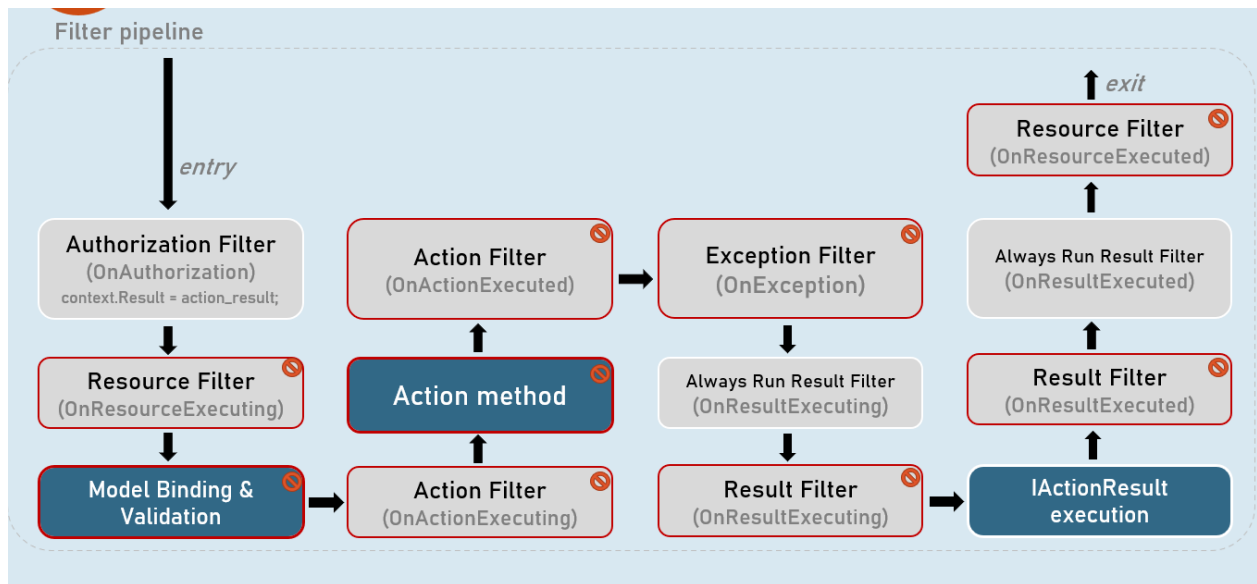 Filter pipeline
entry
Authorization Filter
(OnAuthorization)
context.Result = action_result;
Resource Filter
(OnResourceExecuting)
Model Binding &
Validation
Action Filter
(OnActionExecuting)
Action method
Action Filter
(OnActionExecuted)
Exception Filter
(OnException)
Always Run Result Filter
(OnResultExecuting)
Result Filter
(OnResultExecuting)
IActionResult
execution
Result Filter
(OnResultExecuted)
Always Run Result Filter
(OnResultExecuted)
Resource Filter
(OnResourceExecuted)
exit